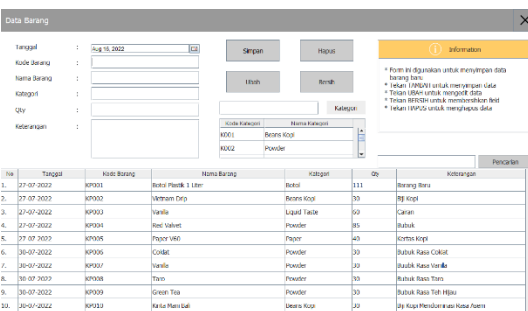 Data Barang
Tanggal : Aug 16, 2022
Kode Barang :
Nama Barang :
Kategori :
Qty :
Keterangan :
Simpan Hapus
Ubah Bersih
Kategori
Kode Kategori Nama Kategori
K001 Beans Kopi
K002 Powder
Information
* Form ini digunakan untuk menyimpan data
barang baru
* Tekan TAMBAH untuk menyimpan data
* Tekan UBAH untuk mengedit data
* Tekan BERSIH untuk membersihkan field
* Tekan HAPUS untuk menghapus data
Pencarian
No Tanggal Kode Barang Nama Barang Kategori Qty Keterangan
1. 27-07-2022 KP001 Botol Plastik 1 Liter Botol 111 Barang Baru
2. 27-07-2022 KP002 Vietnam Drip Beans Kopi 30 Biji Kopi
3. 27-07-2022 KP003 Vanila Liquid Taste 60 Cairan
4. 27-07-2022 KP004 Red Valvet Powder 85 Bubuk
5. 27-07-2022 KP005 Paper V60 Paper 40 Kertas Kopi
6. 30-07-2022 KP006 Coklat Powder 30 Bubuk Rasa Coklat
7. 30-07-2022 KP007 Vanila Powder 30 Bubuk Rasa Vanila
8. 30-07-2022 KP008 Taro Powder 30 Bubuk Rasa Taro
9. 30-07-2022 KP009 Green Tea Powder 30 Bubuk Rasa Teh Hijau
10. 30-07-2022 KP010 Kinta Mani Bali Beans Kopi 30 Biji Kopi Mendominasi Rasa Asem